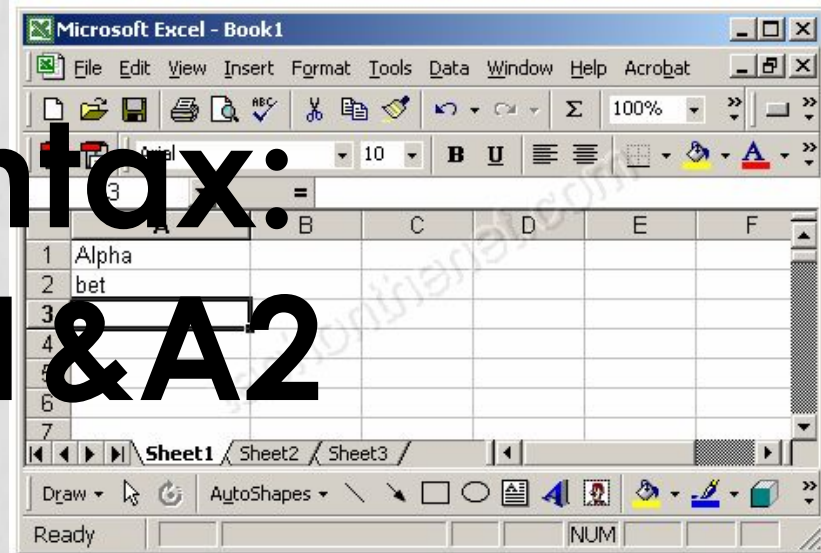 Microsoft Excel - Book1
File Edit View Insert Format Tools Data Window Help Acrobat
100%
10 B U
3 =
ntax:
A B C D E F
1 Alpha
2 bet
3
&A2
4
5
6
7
Sheet1 Sheet2 Sheet3
Draw AutoShapes
Ready NUM